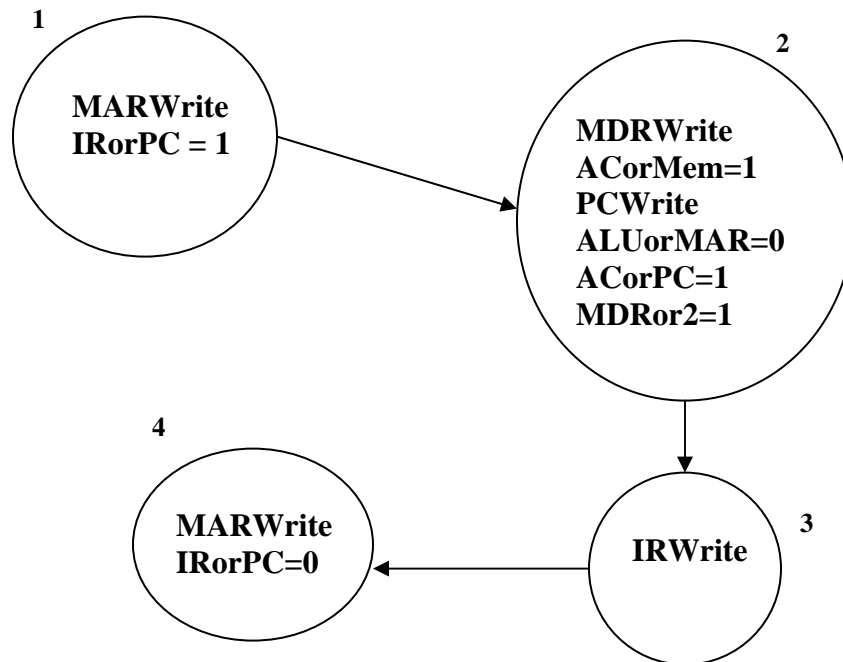 1
MARWrite
IRorPC = 1
2
MDRWrite
ACorMem=1
PCWrite
ALUorMAR=0
ACorPC=1
MDRor2=1
3
IRWrite
4
MARWrite
IRorPC=0